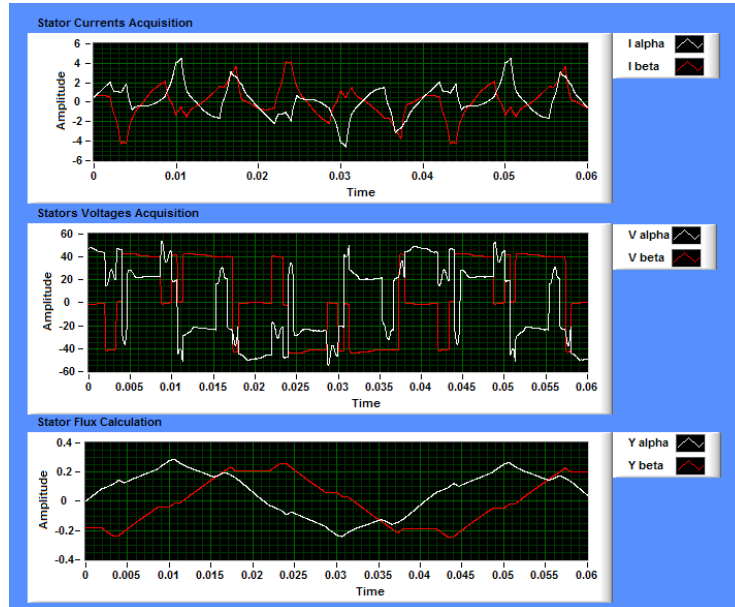 Stator Currents Acquisition
6
4
2
0
-2
-4
-6
Amplitude
0 0.01 0.02 0.03 0.04 0.05 0.06
Time
I alpha
I beta
Stators Voltages Acquisition
60
40
20
0
-20
-40
-60
Amplitude
0 0.005 0.01 0.015 0.02 0.025 0.03 0.035 0.04 0.045 0.05 0.055 0.06
Time
V alpha
V beta
Stator Flux Calculation
0.4
0.2
0
-0.2
-0.4
Amplitude
0 0.005 0.01 0.015 0.02 0.025 0.03 0.035 0.04 0.045 0.05 0.055 0.06
Time
Y alpha
Y beta